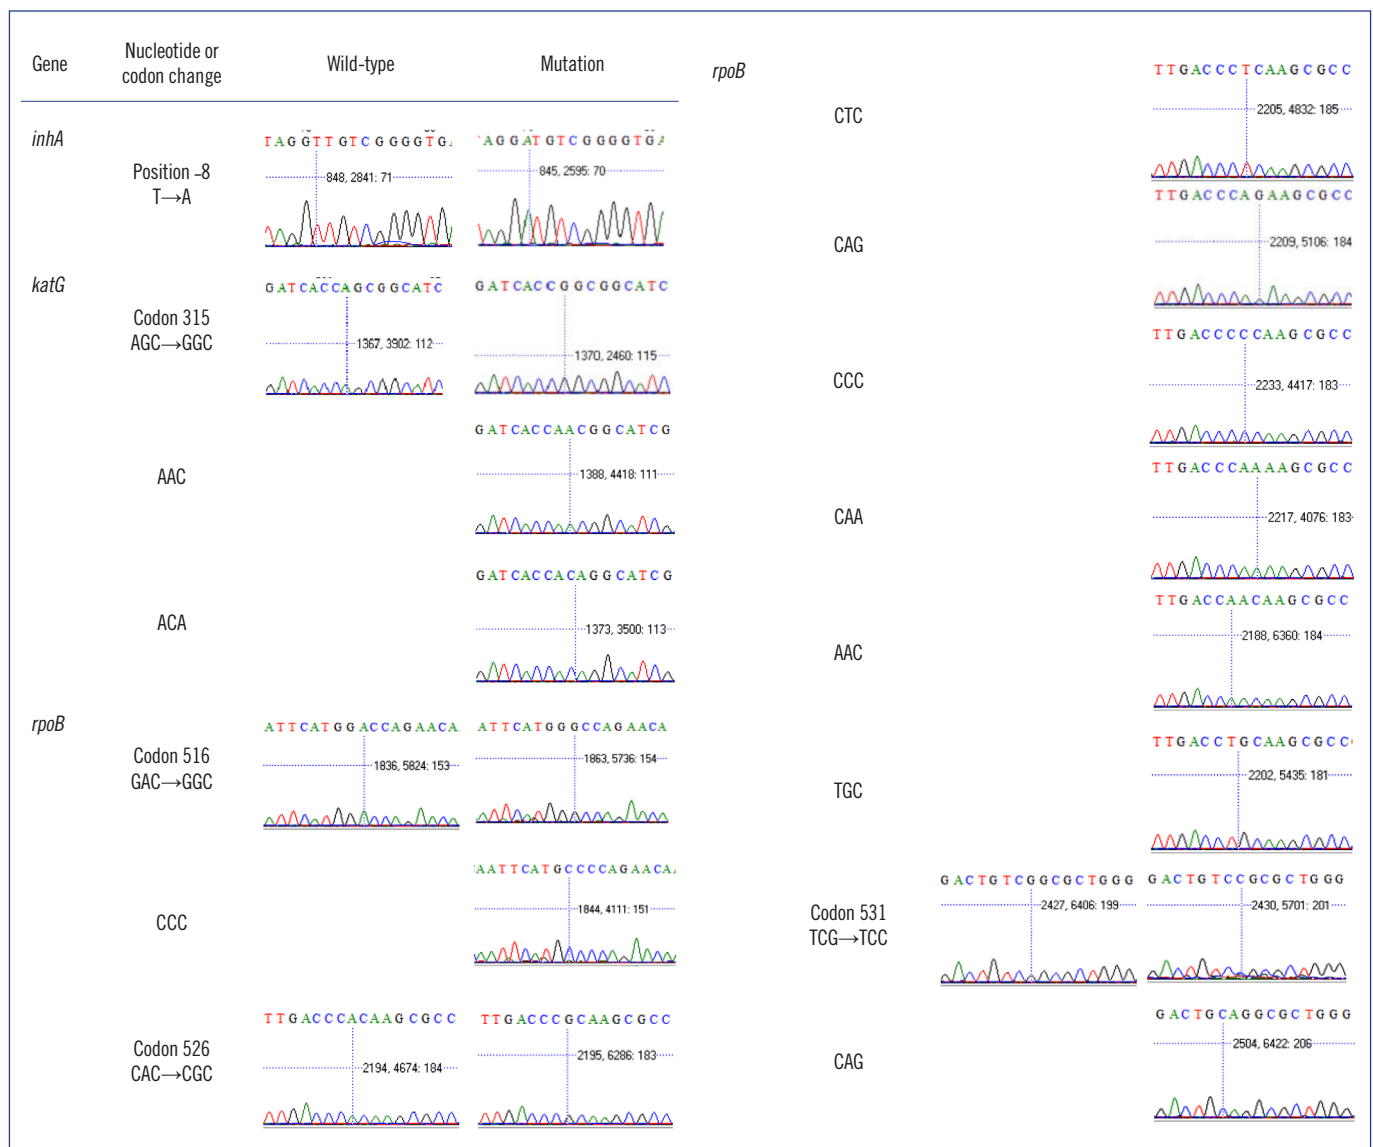 Gene
Nucleotide or
codon change
Wild-type
Mutation
inhA
Position –8
T→A
TAGGTTGTCGGGGTG
848, 2841: 71
AGGATGTCGGGGTGA
845, 2595: 70
katG
Codon 315
AGC→GGC
GATCACCAGCGGCATC
1367, 3902: 112
GATCACCGGCGGCATC
1370, 2460: 115
AAC
GATCACCAACGGCATCG
1388, 4418: 111
ACA
GATCACCACAGGCATCG
1373, 3500: 113
rpoB
Codon 516
GAC→GGC
ATTCATGGACCAGAACA
1836, 5824: 153
ATTCATGGGCCAGAACA
1863, 5736: 154
CCC
AATTCATGCCCCAGAACA
1844, 4111: 151
Codon 526
CAC→CGC
TTGACCCACAAGCGCC
2194, 4674: 184
TTGACCCGCAAGCGCC
2195, 6286: 183
rpoB
CTC
TTGACCCTCAAGCGCC
2205, 4832: 185
CAG
TTGACCCAGAAGCGCC
2209, 5106: 184
CCC
TTGACCCCCAAGCGCC
2233, 4417: 183
CAA
TTGACCCAAAAGCGCC
2217, 4076: 183
AAC
TTGACCAACAAGCGCC
2188, 6360: 184
TGC
TTGACCTGCAAGCGCC
2202, 5435: 181
Codon 531
TCG→TCC
GACTGTCGGCGCTGGG
2427, 6406: 199
GACTGTCCGCGCTGGG
2430, 5701: 201
CAG
GACTGCAGGCGCTGGG
2504, 6422: 206